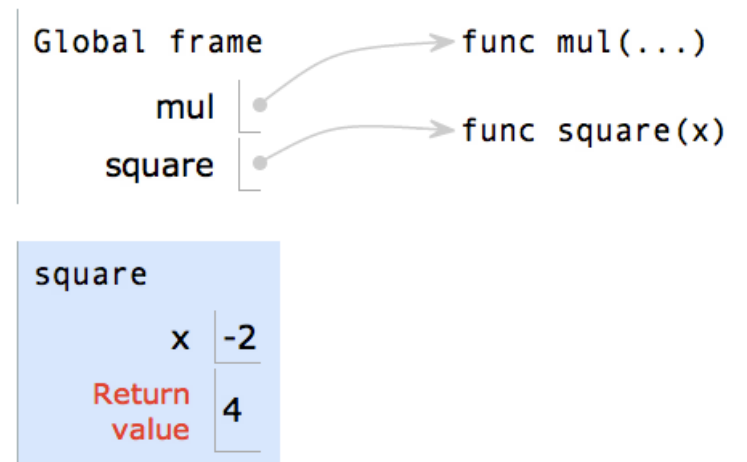 Global frame
func mul(...)
mul
func square(x)
square
square
x -2
Return
value 4